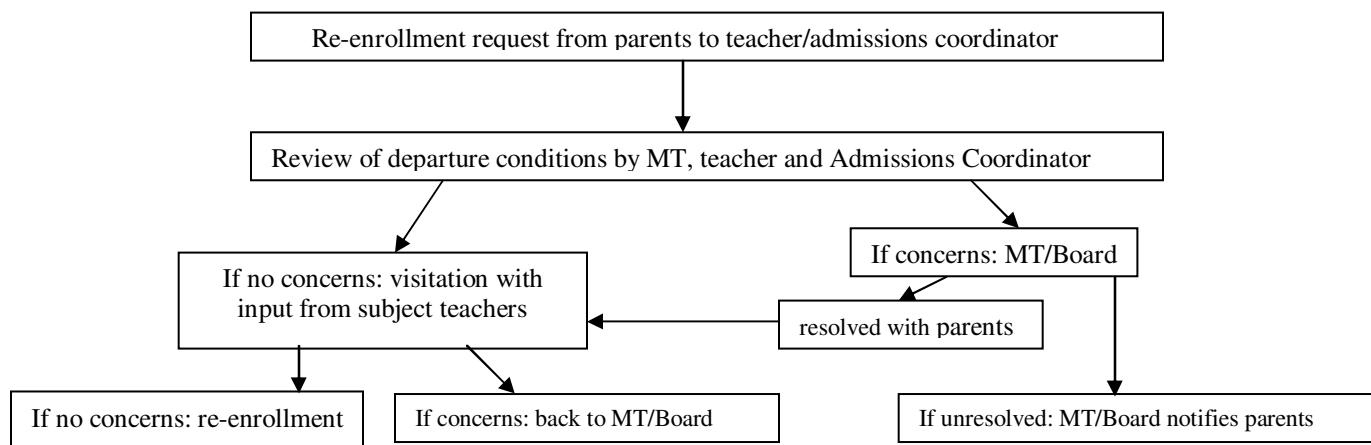 Re-enrollment request from parents to teacher/admissions coordinator
Review of departure conditions by MT, teacher and Admissions Coordinator
If concerns: MT/Board
If no concerns: visitation with
input from subject teachers
resolved with parents
If no concerns: re-enrollment
If concerns: back to MT/Board
If unresolved: MT/Board notifies parents